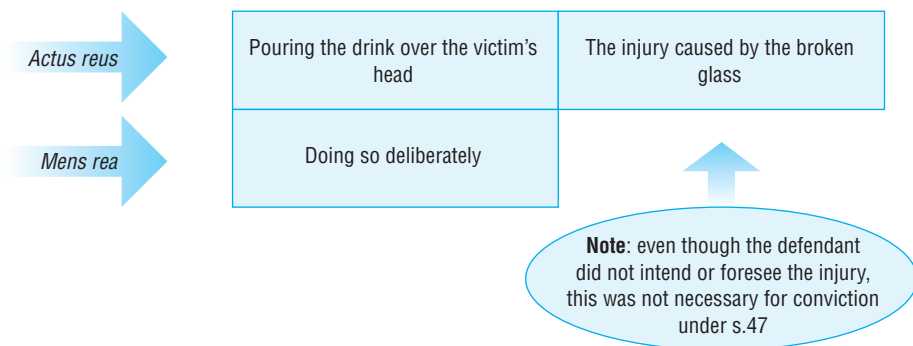 Actus reus
Pouring the drink over the victim’s
head
The injury caused by the broken
glass
Mens rea
Doing so deliberately
Note: even though the defendant
did not intend or foresee the injury,
this was not necessary for conviction
under s.47